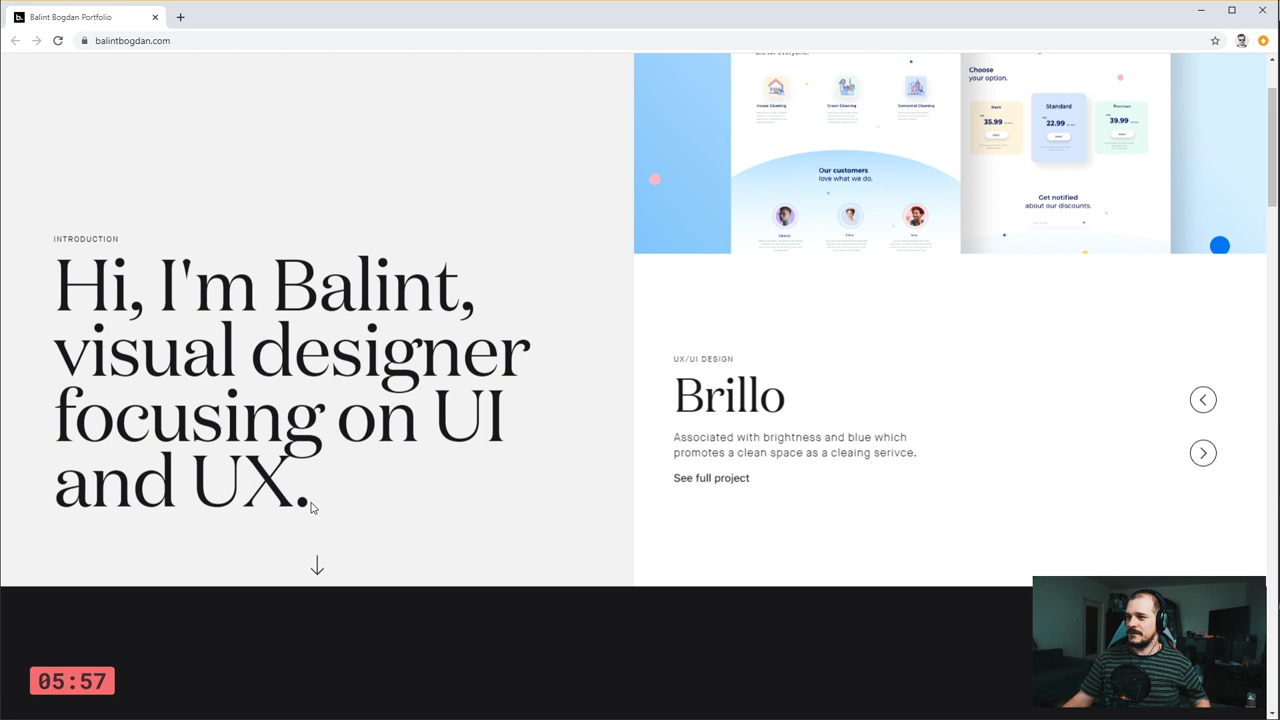 Balint Bogdan Portfolio
balintbogdan.com
Choose
your option.
House Cleaning
Green Cleaning
Comercial Cleaning
Basic
35.99
Standard
22.99
Premium
39.99
Our customers
love what we do.
Get notified
about our discounts.
INTRODUCTION
Hi, I'm Balint,
visual designer
focusing on UI
and UX.
UX/UI DESIGN
Brillo
Associated with brightness and blue which
promotes a clean space as a cleaing serivce.
See full project
05:57